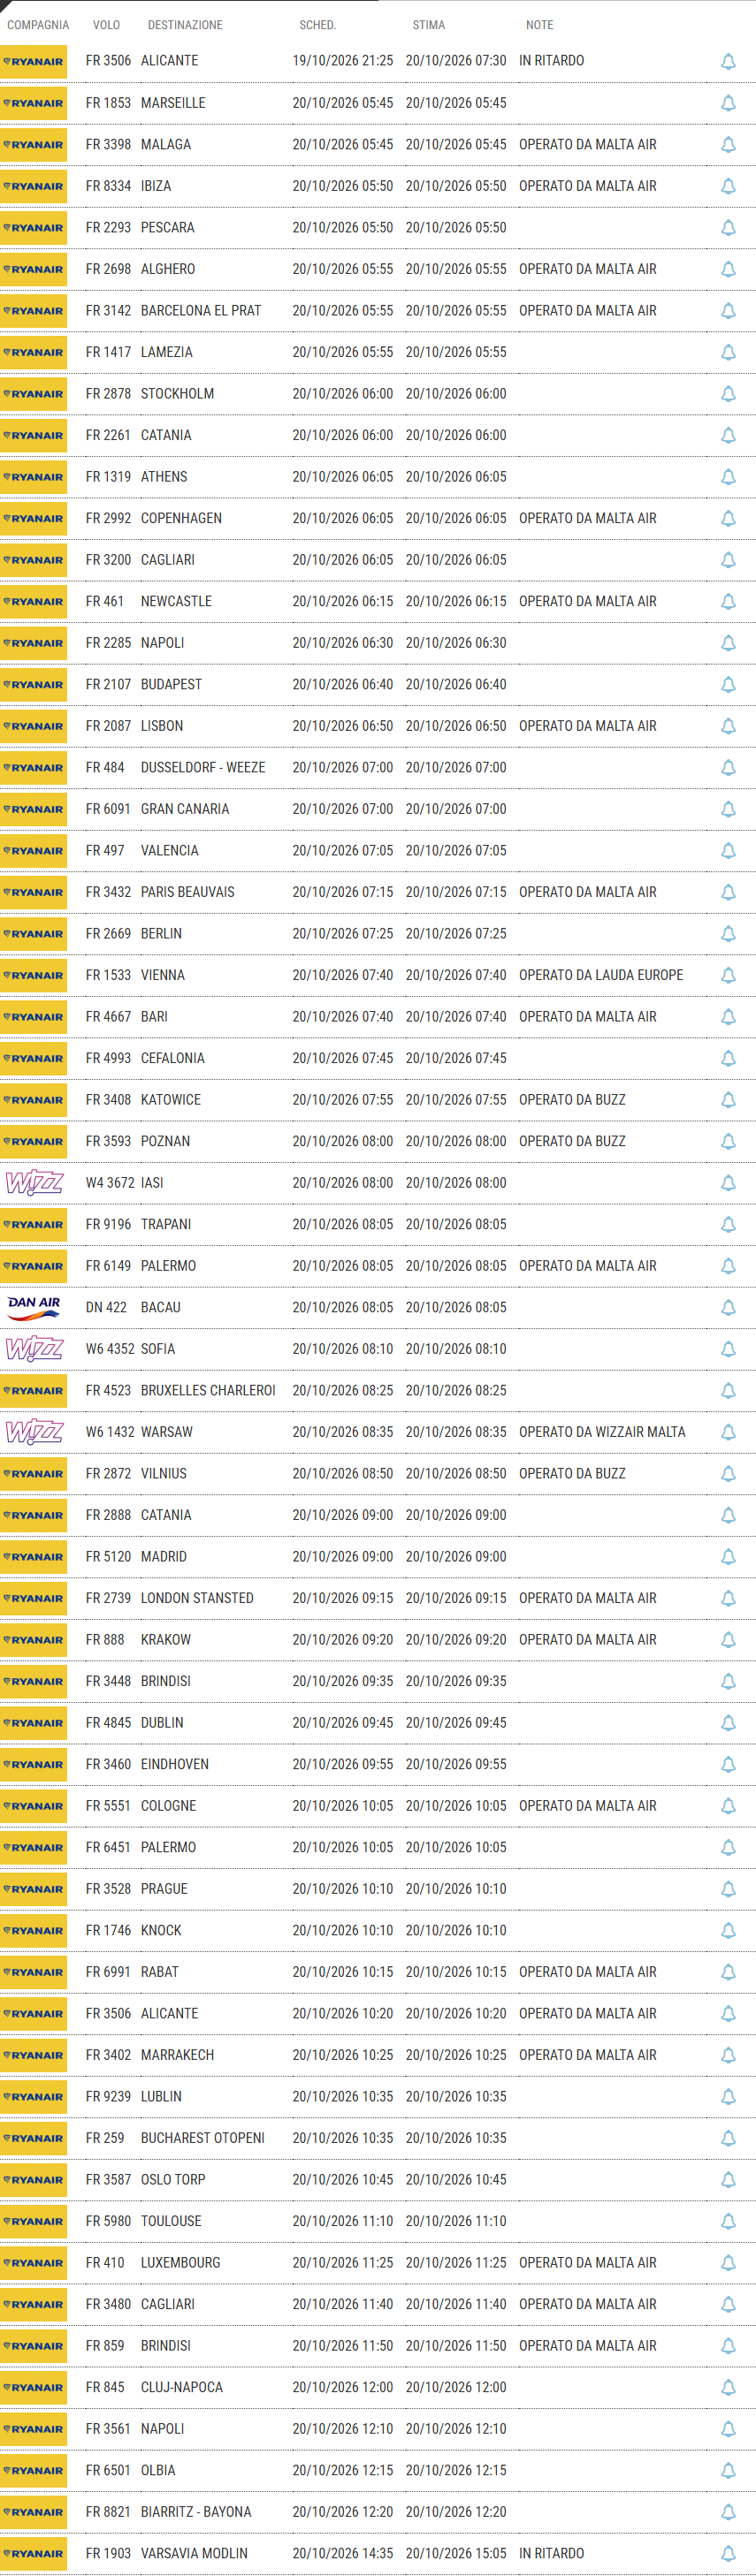 COMPAGNIA VOLO DESTINAZIONE SCHED. STIMA NOTE
RYANAIR FR 3506 ALICANTE 19/10/2026 21:25 20/10/2026 07:30 IN RITARDO
RYANAIR FR 1853 MARSEILLE 20/10/2026 05:45 20/10/2026 05:45
RYANAIR FR 3398 MALAGA 20/10/2026 05:45 20/10/2026 05:45 OPERATO DA MALTA AIR
RYANAIR FR 8334 IBIZA 20/10/2026 05:50 20/10/2026 05:50 OPERATO DA MALTA AIR
RYANAIR FR 2293 PESCARA 20/10/2026 05:50 20/10/2026 05:50
RYANAIR FR 2698 ALGHERO 20/10/2026 05:55 20/10/2026 05:55 OPERATO DA MALTA AIR
RYANAIR FR 3142 BARCELONA EL PRAT 20/10/2026 05:55 20/10/2026 05:55 OPERATO DA MALTA AIR
RYANAIR FR 1417 LAMEZIA 20/10/2026 05:55 20/10/2026 05:55
RYANAIR FR 2878 STOCKHOLM 20/10/2026 06:00 20/10/2026 06:00
RYANAIR FR 2261 CATANIA 20/10/2026 06:00 20/10/2026 06:00
RYANAIR FR 1319 ATHENS 20/10/2026 06:05 20/10/2026 06:05
RYANAIR FR 2992 COPENHAGEN 20/10/2026 06:05 20/10/2026 06:05 OPERATO DA MALTA AIR
RYANAIR FR 3200 CAGLIARI 20/10/2026 06:05 20/10/2026 06:05
RYANAIR FR 461 NEWCASTLE 20/10/2026 06:15 20/10/2026 06:15 OPERATO DA MALTA AIR
RYANAIR FR 2285 NAPOLI 20/10/2026 06:30 20/10/2026 06:30
RYANAIR FR 2107 BUDAPEST 20/10/2026 06:40 20/10/2026 06:40
RYANAIR FR 2087 LISBON 20/10/2026 06:50 20/10/2026 06:50 OPERATO DA MALTA AIR
RYANAIR FR 484 DUSSELDORF - WEEZE 20/10/2026 07:00 20/10/2026 07:00
RYANAIR FR 6091 GRAN CANARIA 20/10/2026 07:00 20/10/2026 07:00
RYANAIR FR 497 VALENCIA 20/10/2026 07:05 20/10/2026 07:05
RYANAIR FR 3432 PARIS BEAUVAIS 20/10/2026 07:15 20/10/2026 07:15 OPERATO DA MALTA AIR
RYANAIR FR 2669 BERLIN 20/10/2026 07:25 20/10/2026 07:25
RYANAIR FR 1533 VIENNA 20/10/2026 07:40 20/10/2026 07:40 OPERATO DA LAUDA EUROPE
RYANAIR FR 4667 BARI 20/10/2026 07:40 20/10/2026 07:40 OPERATO DA MALTA AIR
RYANAIR FR 4993 CEFALONIA 20/10/2026 07:45 20/10/2026 07:45
RYANAIR FR 3408 KATOWICE 20/10/2026 07:55 20/10/2026 07:55 OPERATO DA BUZZ
RYANAIR FR 3593 POZNAN 20/10/2026 08:00 20/10/2026 08:00 OPERATO DA BUZZ
WIZZ W4 3672 IASI 20/10/2026 08:00 20/10/2026 08:00
RYANAIR FR 9196 TRAPANI 20/10/2026 08:05 20/10/2026 08:05
RYANAIR FR 6149 PALERMO 20/10/2026 08:05 20/10/2026 08:05 OPERATO DA MALTA AIR
DAN AIR DN 422 BACAU 20/10/2026 08:05 20/10/2026 08:05
WIZZ W6 4352 SOFIA 20/10/2026 08:10 20/10/2026 08:10
RYANAIR FR 4523 BRUXELLES CHARLEROI 20/10/2026 08:25 20/10/2026 08:25
WIZZ W6 1432 WARSAW 20/10/2026 08:35 20/10/2026 08:35 OPERATO DA WIZZAIR MALTA
RYANAIR FR 2872 VILNIUS 20/10/2026 08:50 20/10/2026 08:50 OPERATO DA BUZZ
RYANAIR FR 2888 CATANIA 20/10/2026 09:00 20/10/2026 09:00
RYANAIR FR 5120 MADRID 20/10/2026 09:00 20/10/2026 09:00
RYANAIR FR 2739 LONDON STANSTED 20/10/2026 09:15 20/10/2026 09:15 OPERATO DA MALTA AIR
RYANAIR FR 888 KRAKOW 20/10/2026 09:20 20/10/2026 09:20 OPERATO DA MALTA AIR
RYANAIR FR 3448 BRINDISI 20/10/2026 09:35 20/10/2026 09:35
RYANAIR FR 4845 DUBLIN 20/10/2026 09:45 20/10/2026 09:45
RYANAIR FR 3460 EINDHOVEN 20/10/2026 09:55 20/10/2026 09:55
RYANAIR FR 5551 COLOGNE 20/10/2026 10:05 20/10/2026 10:05 OPERATO DA MALTA AIR
RYANAIR FR 6451 PALERMO 20/10/2026 10:05 20/10/2026 10:05
RYANAIR FR 3528 PRAGUE 20/10/2026 10:10 20/10/2026 10:10
RYANAIR FR 1746 KNOCK 20/10/2026 10:10 20/10/2026 10:10
RYANAIR FR 6991 RABAT 20/10/2026 10:15 20/10/2026 10:15 OPERATO DA MALTA AIR
RYANAIR FR 3506 ALICANTE 20/10/2026 10:20 20/10/2026 10:20 OPERATO DA MALTA AIR
RYANAIR FR 3402 MARRAKECH 20/10/2026 10:25 20/10/2026 10:25 OPERATO DA MALTA AIR
RYANAIR FR 9239 LUBLIN 20/10/2026 10:35 20/10/2026 10:35
RYANAIR FR 259 BUCHAREST OTOPENI 20/10/2026 10:35 20/10/2026 10:35
RYANAIR FR 3587 OSLO TORP 20/10/2026 10:45 20/10/2026 10:45
RYANAIR FR 5980 TOULOUSE 20/10/2026 11:10 20/10/2026 11:10
RYANAIR FR 410 LUXEMBOURG 20/10/2026 11:25 20/10/2026 11:25 OPERATO DA MALTA AIR
RYANAIR FR 3480 CAGLIARI 20/10/2026 11:40 20/10/2026 11:40 OPERATO DA MALTA AIR
RYANAIR FR 859 BRINDISI 20/10/2026 11:50 20/10/2026 11:50 OPERATO DA MALTA AIR
RYANAIR FR 845 CLUJ-NAPOCA 20/10/2026 12:00 20/10/2026 12:00
RYANAIR FR 3561 NAPOLI 20/10/2026 12:10 20/10/2026 12:10
RYANAIR FR 6501 OLBIA 20/10/2026 12:15 20/10/2026 12:15
RYANAIR FR 8821 BIARRITZ - BAYONA 20/10/2026 12:20 20/10/2026 12:20
RYANAIR FR 1903 VARSAVIA MODLIN 20/10/2026 14:35 20/10/2026 15:05 IN RITARDO